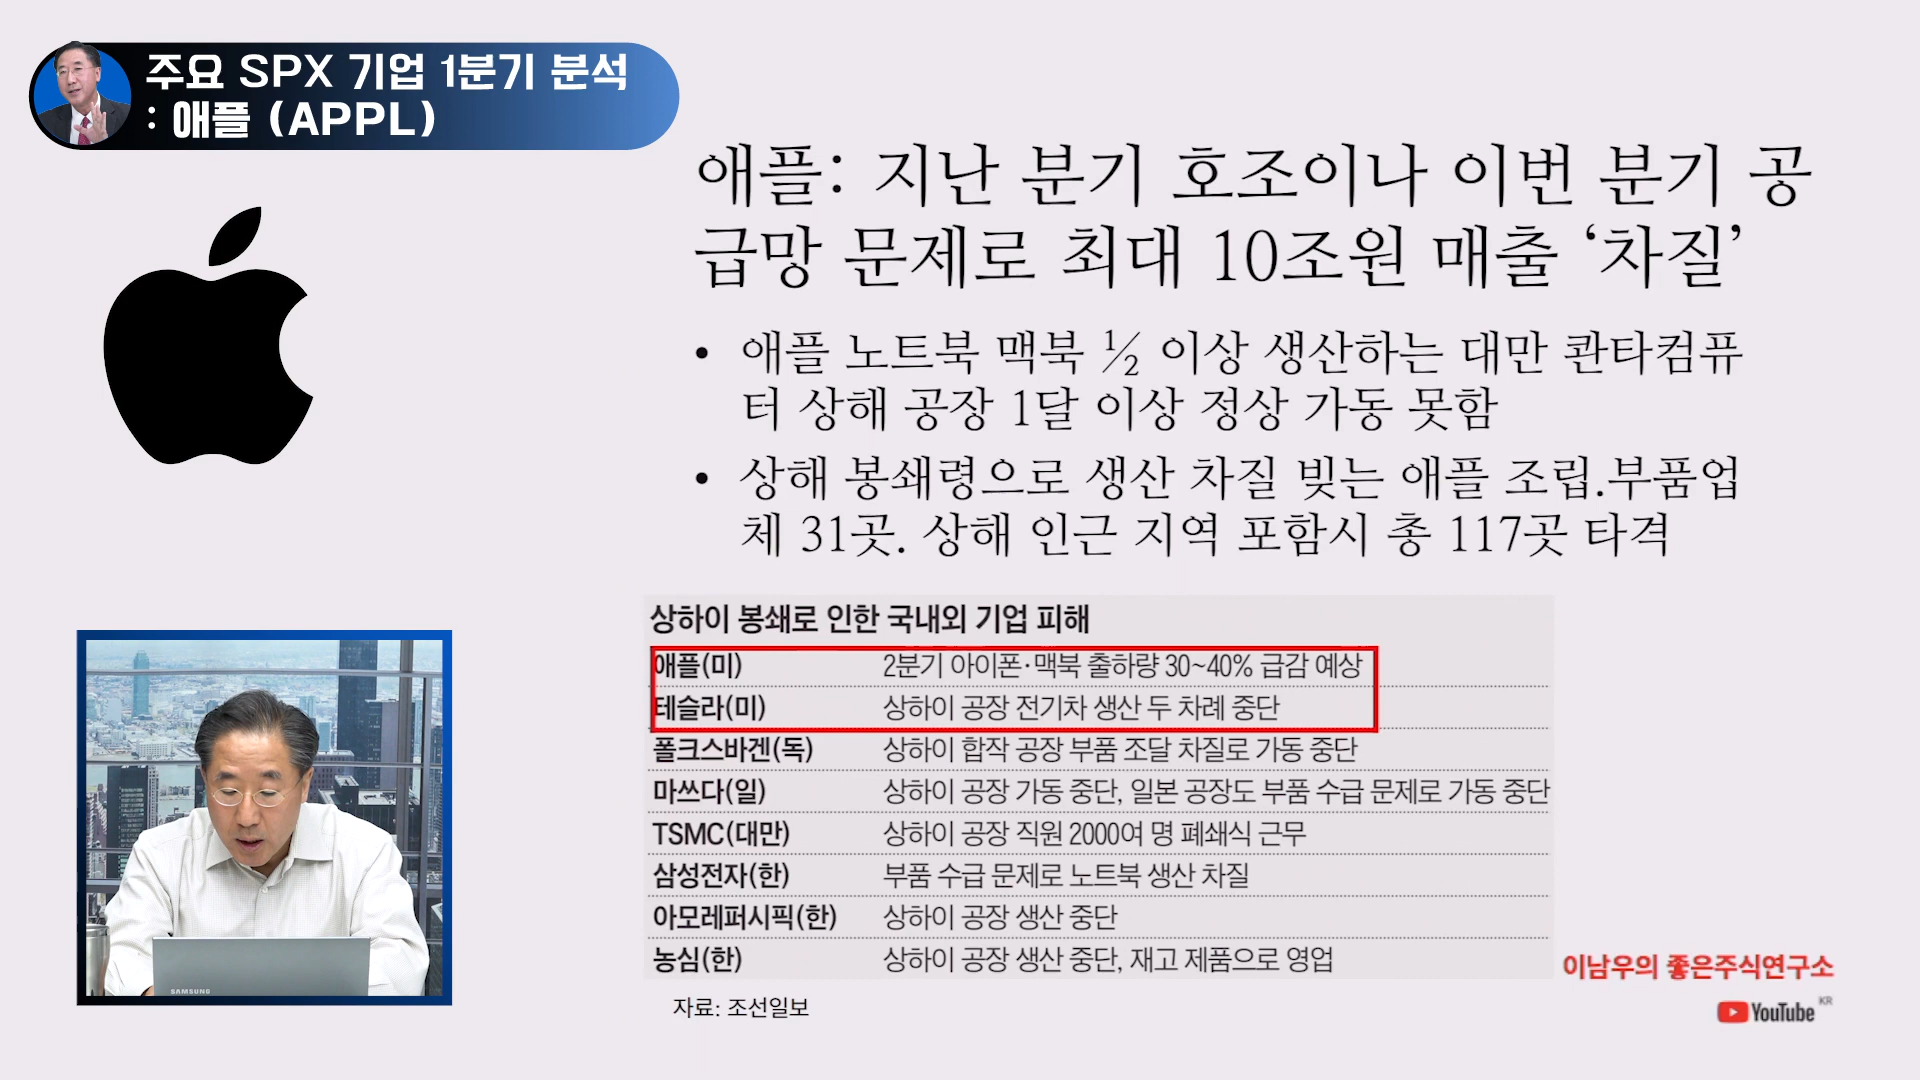 주요 SPX 기업 1분기 분석
: 애플 (APPL)
애플: 지난 분기 호조이나 이번 분기 공
급망 문제로 최대 10조원 매출 ‘차질’
• 애플 노트북 맥북 ½ 이상 생산하는 대만 콴타컴퓨
터 상해 공장 1달 이상 정상 가동 못함
• 상해 봉쇄령으로 생산 차질 빚는 애플 조립.부품업
체 31곳. 상해 인근 지역 포함시 총 117곳 타격
상하이 봉쇄로 인한 국내외 기업 피해
애플(미) 2분기 아이폰·맥북 출하량 30~40% 급감 예상
테슬라(미) 상하이 공장 전기차 생산 두 차례 중단
폴크스바겐(독) 상하이 합작 공장 부품 조달 차질로 가동 중단
마쓰다(일) 상하이 공장 가동 중단, 일본 공장도 부품 수급 문제로 가동 중단
TSMC(대만) 상하이 공장 직원 2000여 명 폐쇄식 근무
삼성전자(한) 부품 수급 문제로 노트북 생산 차질
아모레퍼시픽(한) 상하이 공장 생산 중단
농심(한) 상하이 공장 생산 중단, 재고 제품으로 영업
자료: 조선일보
SAMSUNG
이남우의 좋은주식연구소
YouTube KR